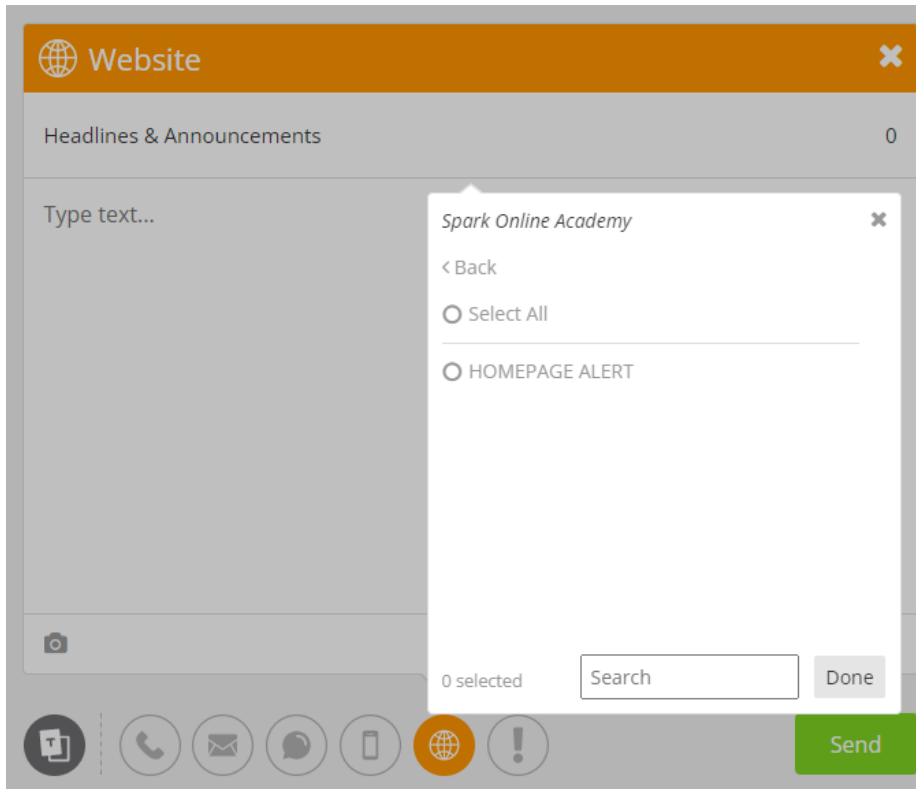 Website
Headlines & Announcements 0
Type text...
Spark Online Academy
Back
Select All
HOMEPAGE ALERT
0 selected Search Done
T
Send